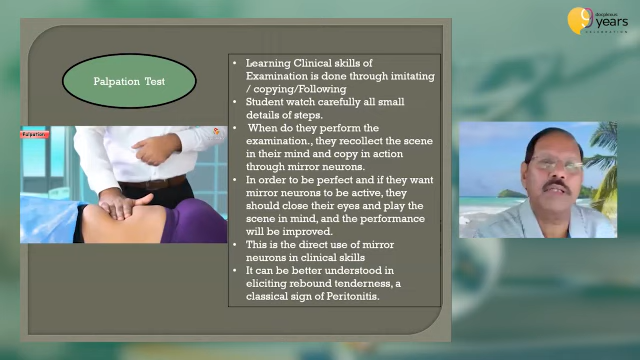 docplexus
9 years
CELEBRATION
Palpation Test
Palpation
• Learning Clinical skills of
Examination is done through imitating
/ copying/Following
• Student watch carefully all small
details of steps.
• When do they perform the
examination., they recollect the scene
in their mind and copy in action
through mirror neurons.
• In order to be perfect and if they want
mirror neurons to be active, they
should close their eyes and play the
scene in mind, and the performance
will be improved.
• This is the direct use of mirror
neurons in clinical skills
• It can be better understood in
eliciting rebound tenderness, a
classical sign of Peritonitis.